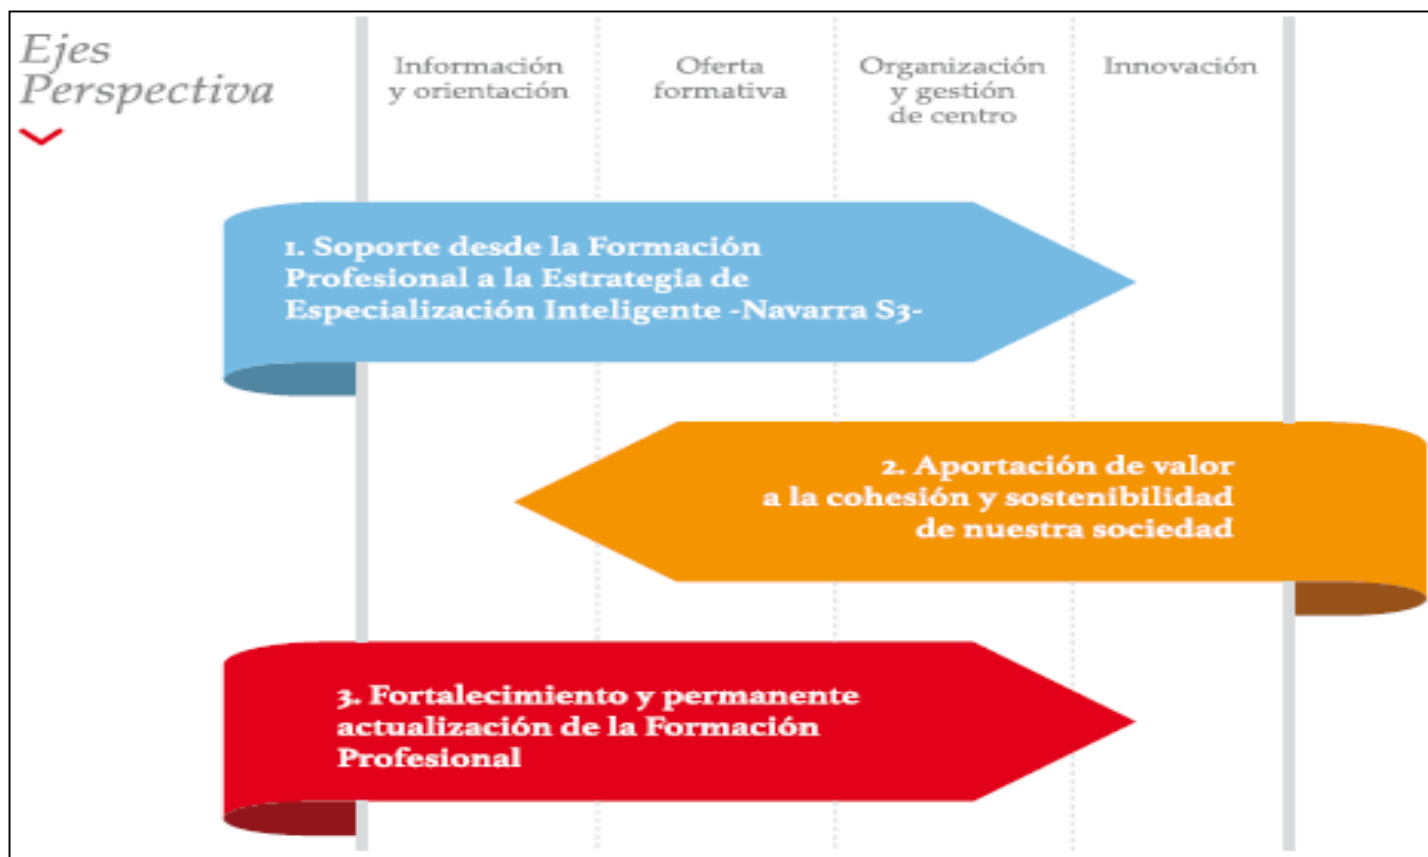 Ejes
Perspectiva
Información
y orientación
Oferta
formativa
Organización
y gestión
de centro
Innovación
1. Soporte desde la Formación
Profesional a la Estrategia de
Especialización Inteligente -Navarra S3-
2. Aportación de valor
a la cohesión y sostenibilidad
de nuestra sociedad
3. Fortalecimiento y permanente
actualización de la Formación
Profesional